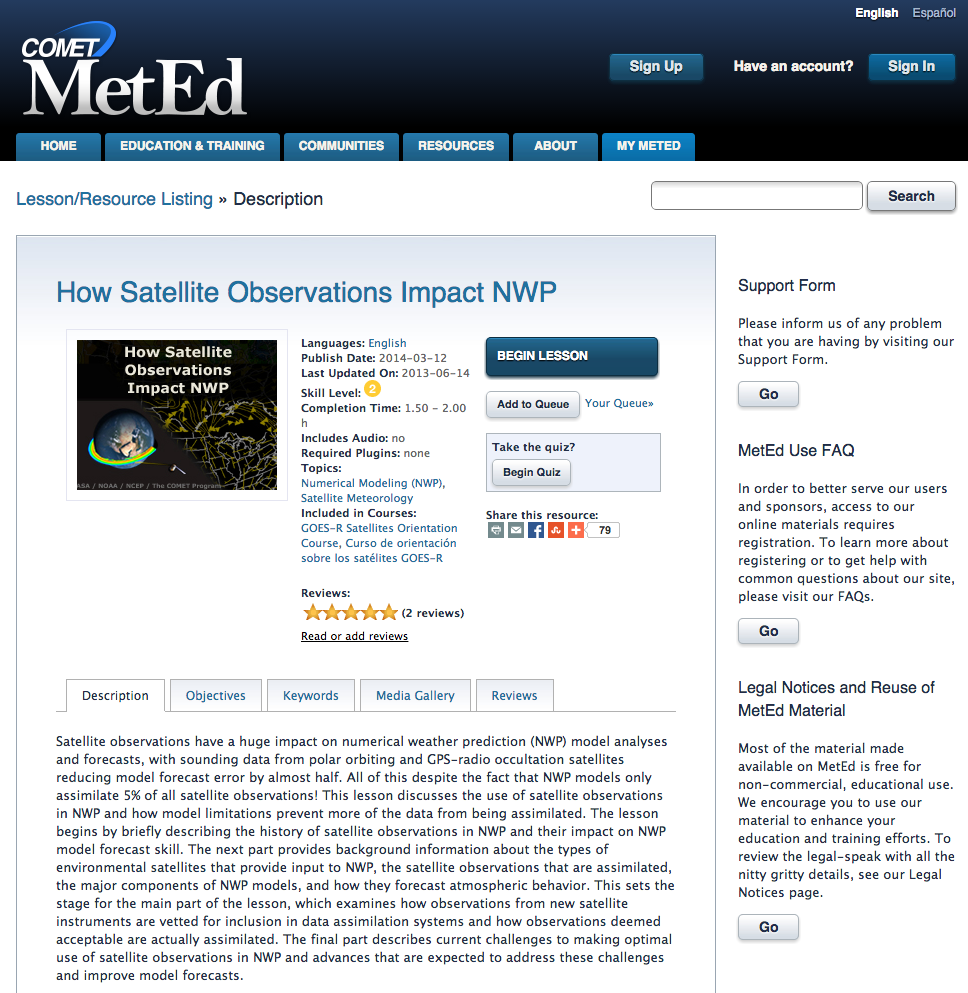 English Español
COMET
MetEd
Sign Up Have an account? Sign In
HOME EDUCATION & TRAINING COMMUNITIES RESOURCES ABOUT MY METED
Lesson/Resource Listing » Description
Search
How Satellite Observations Impact NWP
How Satellite
Observations
Impact NWP
ASA / NOAA / NCEP / The COMET Program
Languages: English
Publish Date: 2014-03-12
Last Updated On: 2013-06-14
Skill Level: 2
Completion Time: 1.50 - 2.00
h
Includes Audio: no
Required Plugins: none
Topics:
Numerical Modeling (NWP),
Satellite Meteorology
Included in Courses:
GOES-R Satellites Orientation
Course, Curso de orientación
sobre los satélites GOES-R
Reviews:
(2 reviews)
Read or add reviews
BEGIN LESSON
Add to Queue Your Queue»
Take the quiz?
Begin Quiz
Share this resource:
79
Description Objectives Keywords Media Gallery Reviews
Satellite observations have a huge impact on numerical weather prediction (NWP) model analyses
and forecasts, with sounding data from polar orbiting and GPS-radio occultation satellites
reducing model forecast error by almost half. All of this despite the fact that NWP models only
assimilate 5% of all satellite observations! This lesson discusses the use of satellite observations
in NWP and how model limitations prevent more of the data from being assimilated. The lesson
begins by briefly describing the history of satellite observations in NWP and their impact on NWP
model forecast skill. The next part provides background information about the types of
environmental satellites that provide input to NWP, the satellite observations that are assimilated,
the major components of NWP models, and how they forecast atmospheric behavior. This sets the
stage for the main part of the lesson, which examines how observations from new satellite
instruments are vetted for inclusion in data assimilation systems and how observations deemed
acceptable are actually assimilated. The final part describes current challenges to making optimal
use of satellite observations in NWP and advances that are expected to address these challenges
and improve model forecasts.
Support Form
Please inform us of any problem
that you are having by visiting our
Support Form.
Go
MetEd Use FAQ
In order to better serve our users
and sponsors, access to our
online materials requires
registration. To learn more about
registering or to get help with
common questions about our site,
please visit our FAQs.
Go
Legal Notices and Reuse of
MetEd Material
Most of the material made
available on MetEd is free for
non-commercial, educational use.
We encourage you to use our
material to enhance your
education and training efforts. To
review the legal-speak with all the
nitty gritty details, see our Legal
Notices page.
Go